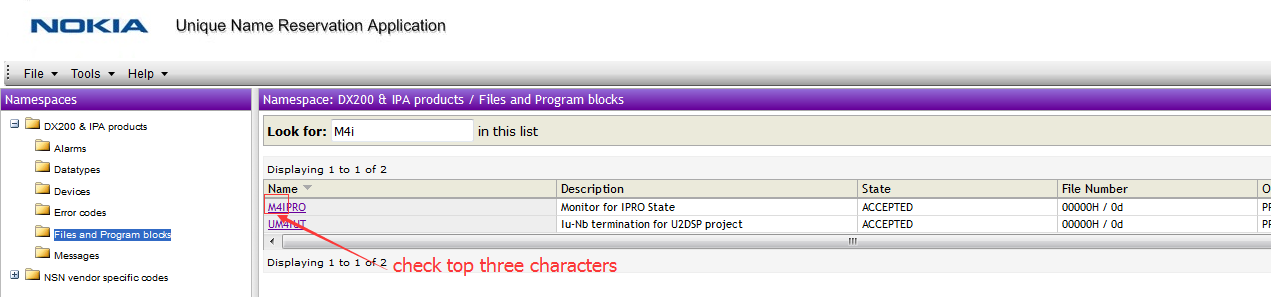 NOKIA Unique Name Reservation Application
File Tools Help
Namespaces
DX200 & IPA products
Alarms
Datatypes
Devices
Error codes
Files and Program blocks
Messages
NSN vendor specific codes
Namespace: DX200 & IPA products / Files and Program blocks
Look for: M4i in this list
Displaying 1 to 1 of 2
Name Description State File Number
M4IPRO Monitor for IPRO State ACCEPTED 00000H / 0d
UM4IUT Iu-Nb termination for U2DSP project ACCEPTED 00000H / 0d
Displaying 1 to 1 of 2
check top three characters